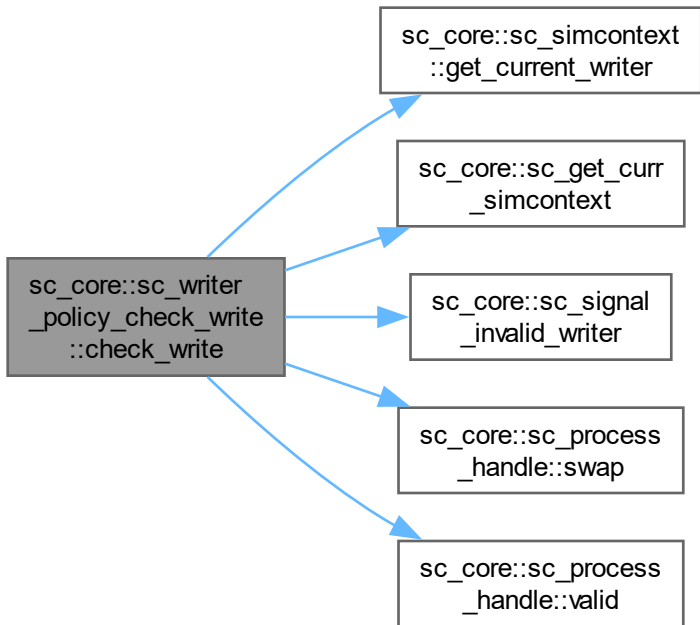 sc_core::sc_simcontext
::get_current_writer
sc_core::sc_get_curr
_simcontext
sc_core::sc_writer
_policy_check_write
::check_write
sc_core::sc_signal
_invalid_writer
sc_core::sc_process
_handle::swap
sc_core::sc_process
_handle::valid